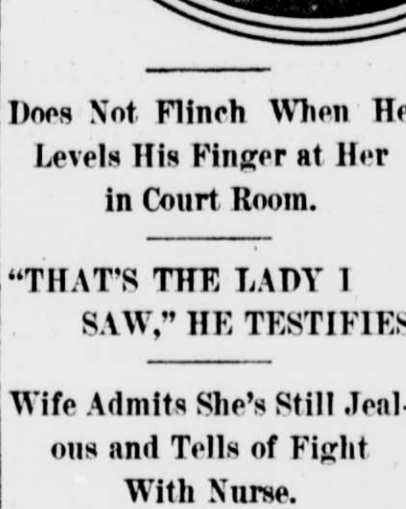 Does Not Flinch When He
Levels His Finger at Her
in Court Room.
“THAT’S THE LADY I
SAW,” HE TESTIFIES
Wife Admits She’s Still Jeal-
ous and Tells of Fight
With Nurse.